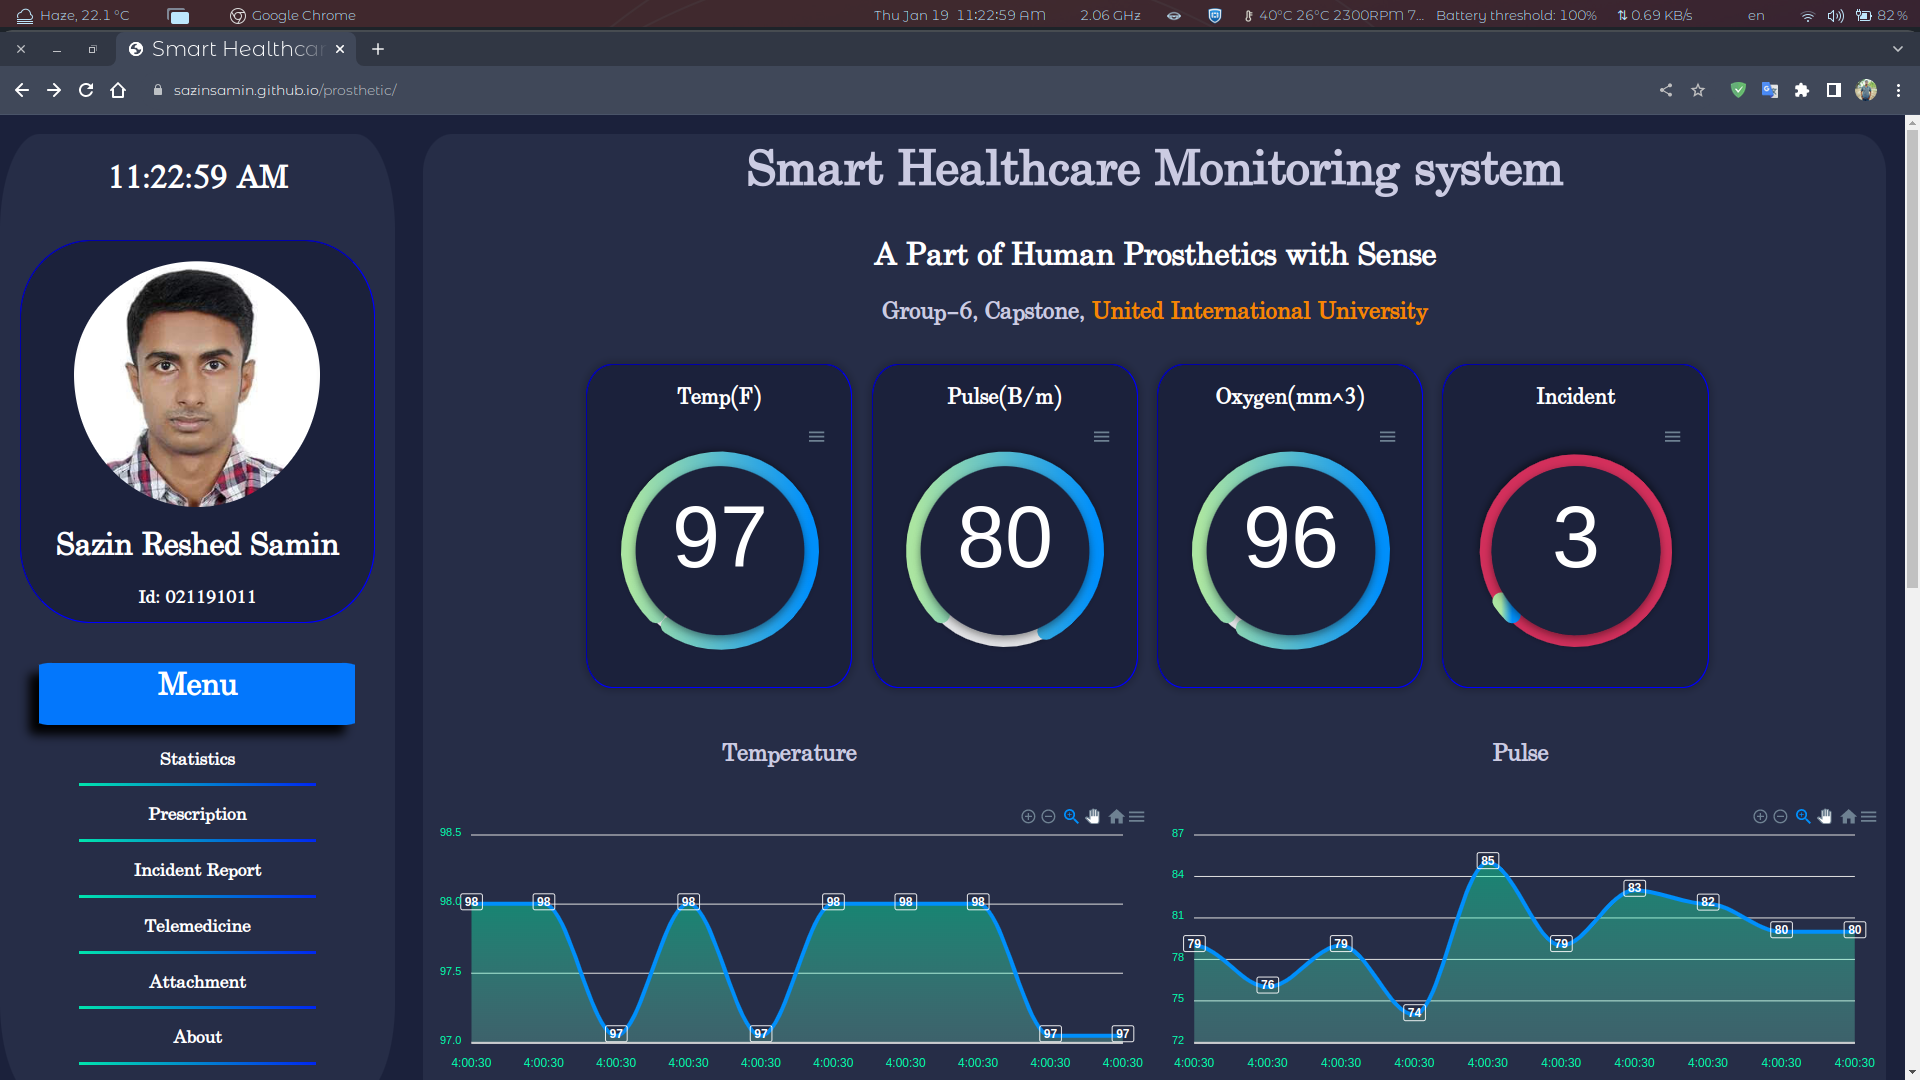 Haze, 22.1 °C
Google Chrome
Thu Jan 19 11:22:59 AM
2.06 GHz
40°C 26°C 2300RPM 7...
Battery threshold: 100%
0.69 KB/s
en
82 %
Smart Healthcar
sazinsamin.github.io/prosthetic/
11:22:59 AM
Sazin Reshed Samin
Id: 021191011
Menu
Statistics
Prescription
Incident Report
Telemedicine
Attachment
About
Smart Healthcare Monitoring system
A Part of Human Prosthetics with Sense
Group-6, Capstone, United International University
Temp(F)
97
Pulse(B/m)
80
Oxygen(mm^3)
96
Incident
3
Temperature
98.5
98.0
97.5
97.0
98 98 97 98 97 98 98 98 97 97
4:00:30 4:00:30 4:00:30 4:00:30 4:00:30 4:00:30 4:00:30 4:00:30 4:00:30 4:00:30
Pulse
87
84
81
78
75
72
79 76 79 74 85 79 83 82 80 80
4:00:30 4:00:30 4:00:30 4:00:30 4:00:30 4:00:30 4:00:30 4:00:30 4:00:30 4:00:30